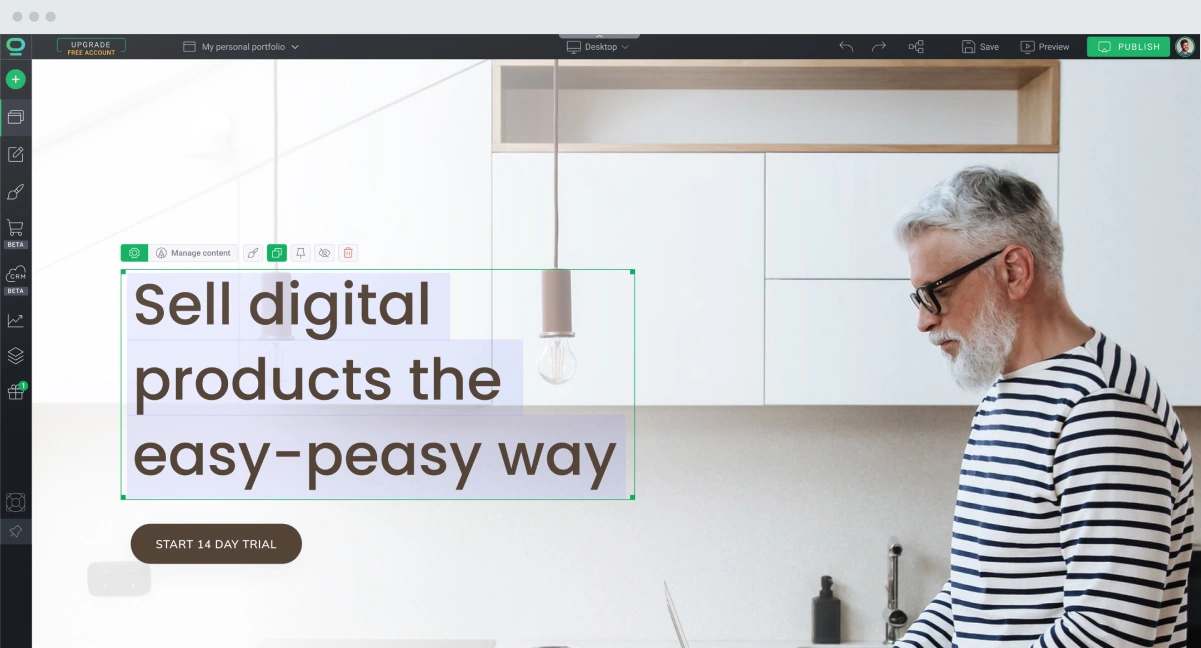 UPGRADE
FREE ACCOUNT
My personal portfolio
Desktop
Save
Preview
PUBLISH
BETA
CRM
BETA
1
Manage content
Sell digital
products the
easy-peasy way
START 14 DAY TRIAL